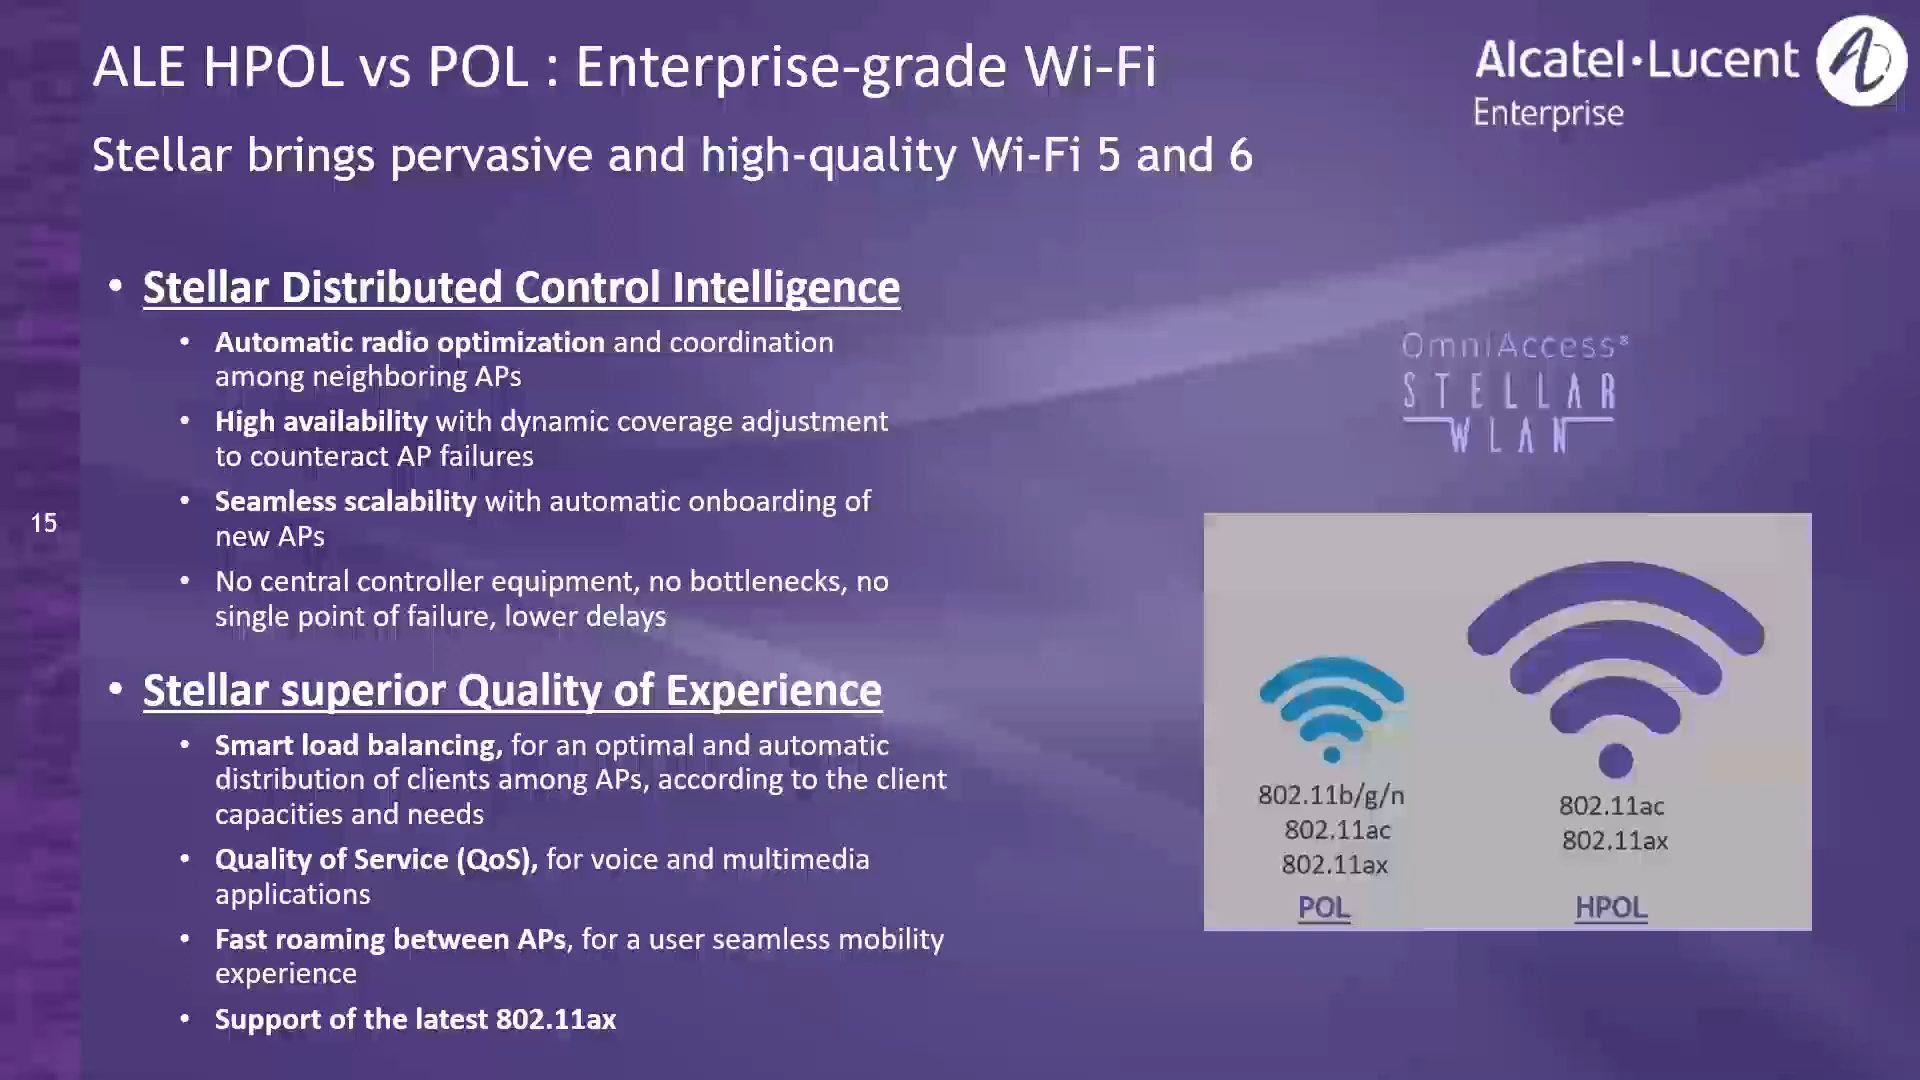 ALE HPOL vs POL : Enterprise-grade Wi-Fi
Stellar brings pervasive and high-quality Wi-Fi 5 and 6
Alcatel·Lucent
Enterprise
• Stellar Distributed Control Intelligence
• Automatic radio optimization and coordination
among neighboring APs
• High availability with dynamic coverage adjustment
to counteract AP failures
• Seamless scalability with automatic onboarding of
new APs
• No central controller equipment, no bottlenecks, no
single point of failure, lower delays
• Stellar superior Quality of Experience
• Smart load balancing, for an optimal and automatic
distribution of clients among APs, according to the client
capacities and needs
• Quality of Service (QoS), for voice and multimedia
applications
• Fast roaming between APs, for a user seamless mobility
experience
• Support of the latest 802.11ax
15
OmniAccess®
STELLAR
WLAN
802.11b/g/n
802.11ac
802.11ax
POL
802.11ac
802.11ax
HPOL